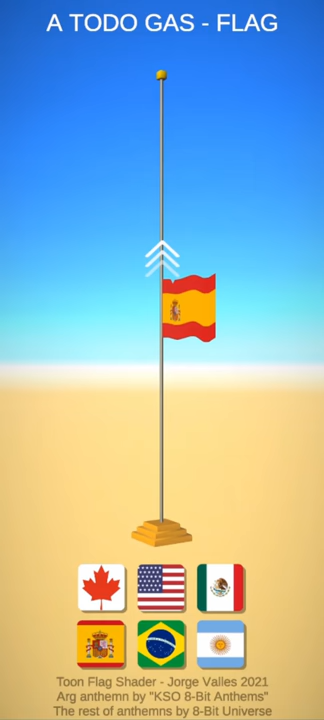 A TODO GAS - FLAG
Toon Flag Shader - Jorge Valles 2021
Arg anthemn by "KSO 8-Bit Anthems"
The rest of anthemns by 8-Bit Universe